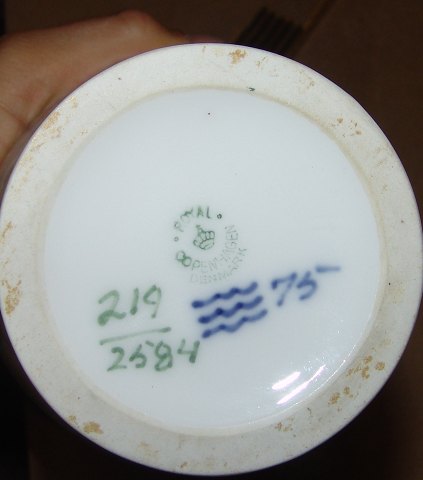 ROYAL
COPENHAGEN
DENMARK
219
2584
75